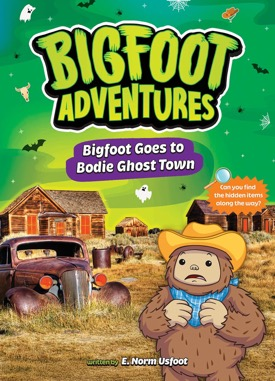 BIGFOOT
ADVENTURES
Bigfoot Goes to
Bodie Ghost Town
Can you find
the hidden items
along the way?
written by E. Norm Usfoot